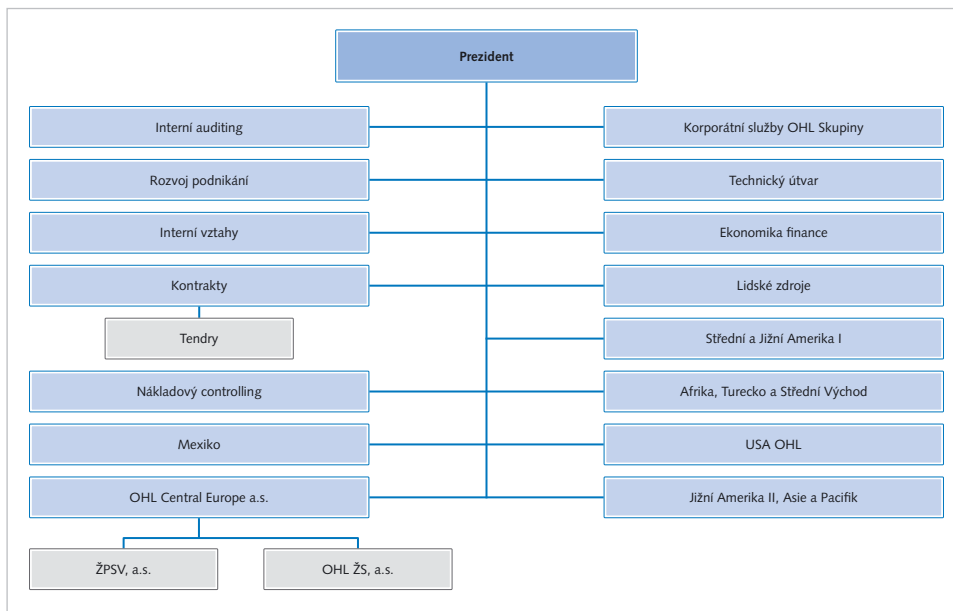 Prezident
Interní auditing
Korporátní služby OHL Skupiny
Rozvoj podnikání
Technický útvar
Interní vztahy
Ekonomika finance
Kontrakty
Lidské zdroje
Tendry
Střední a Jižní Amerika I
Nákladový controlling
Afrika, Turecko a Střední Východ
Mexiko
USA OHL
OHL Central Europe a.s.
Jižní Amerika II, Asie a Pacifik
ŽPSV, a.s.
OHL ŽS, a.s.